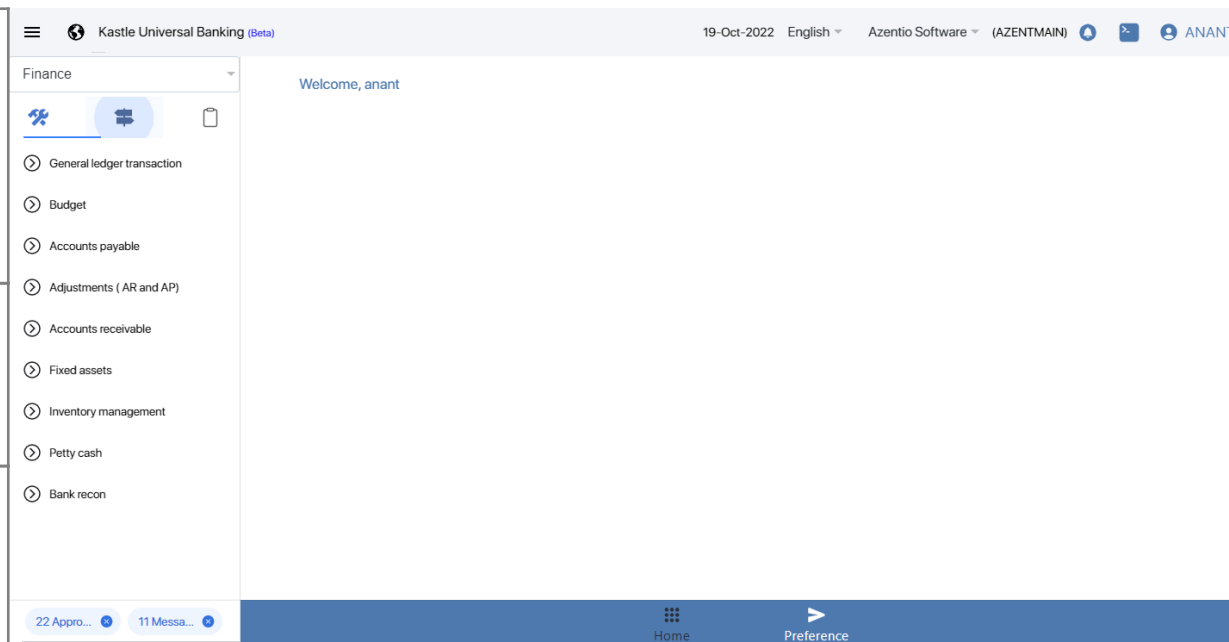 Kastle Universal Banking (Beta)
19-Oct-2022 English Azentio Software (AZENTMAIN) ANANT
Finance
Welcome, anant
General ledger transaction
Budget
Accounts payable
Adjustments ( AR and AP)
Accounts receivable
Fixed assets
Inventory management
Petty cash
Bank recon
22 Appro... 11 Messa...
Home Preference